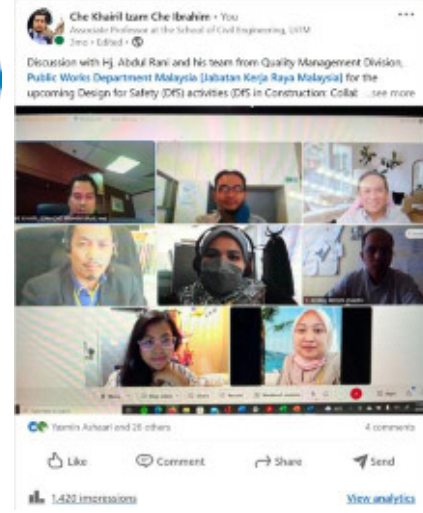 Che Khairil Izam Che Ibrahim • You
Associate Professor at the School of Civil Engineering, UiTM
3mo • Edited •
Discussion with Hj. Abdul Rani and his team from Quality Management Division,
Public Works Department Malaysia [Jabatan Kerja Raya Malaysia] for the
upcoming Design for Safety (DfS) activities (DfS in Construction: Collab ...see more
Yasmin Ashaari and 26 others
4 comments
Like
Comment
Share
Send
1,420 impressions
View analytics